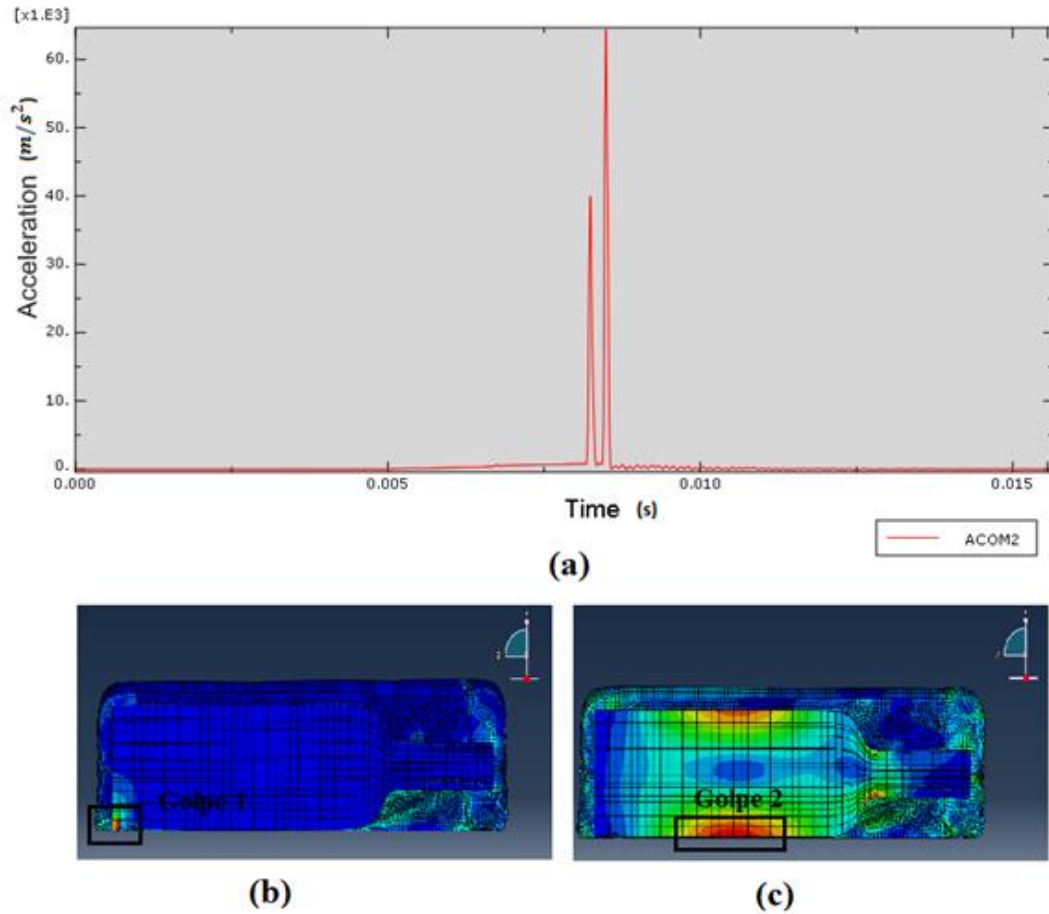 [x1.E3]
60.
50.
40.
30.
20.
10.
0.
Acceleration (m/s²)
0.000
0.005
0.010
0.015
Time (s)
ACOM2
(a)
Golpe 1
Golpe 2
(b)
(c)